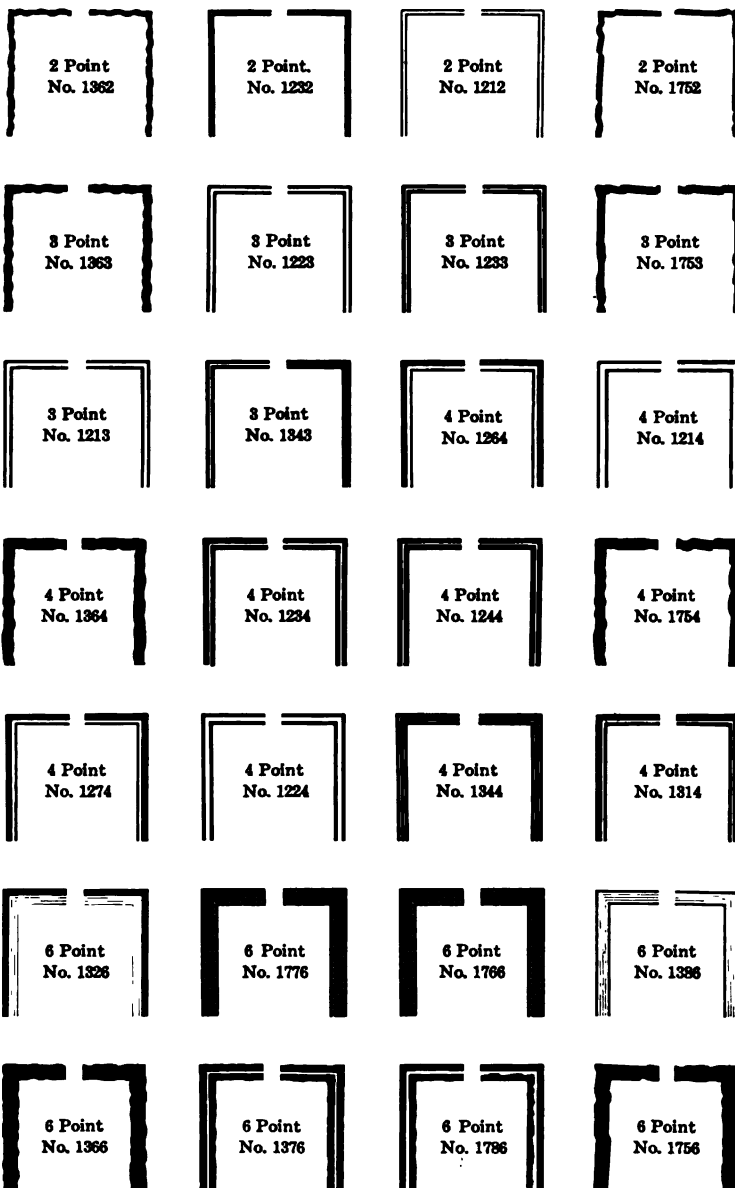 2 Point
No. 1362
2 Point.
No. 1232
2 Point
No. 1212
2 Point
No. 1752
3 Point
No. 1363
3 Point
No. 1223
3 Point
No. 1233
3 Point
No. 1753
3 Point
No. 1213
3 Point
No. 1343
4 Point
No. 1264
4 Point
No. 1214
4 Point
No. 1364
4 Point
No. 1234
4 Point
No. 1244
4 Point
No. 1754
4 Point
No. 1274
4 Point
No. 1224
4 Point
No. 1344
4 Point
No. 1314
6 Point
No. 1326
6 Point
No. 1776
6 Point
No. 1766
6 Point
No. 1386
6 Point
No. 1366
6 Point
No. 1376
6 Point
No. 1786
6 Point
No. 1756